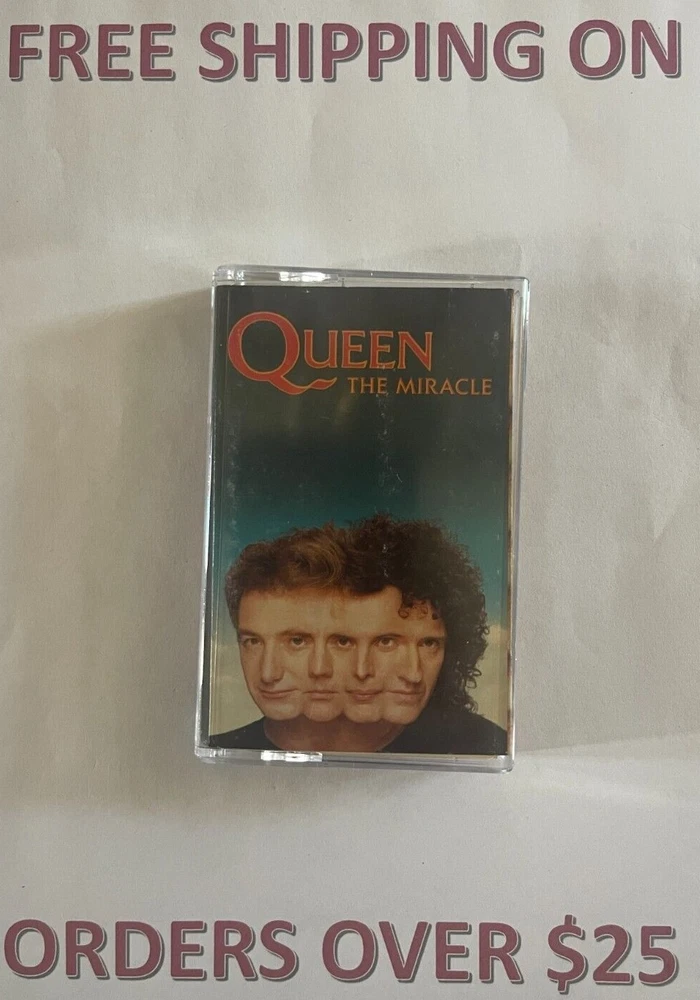 FREE SHIPPING ON
QUEEN
THE MIRACLE
ORDERS OVER $25